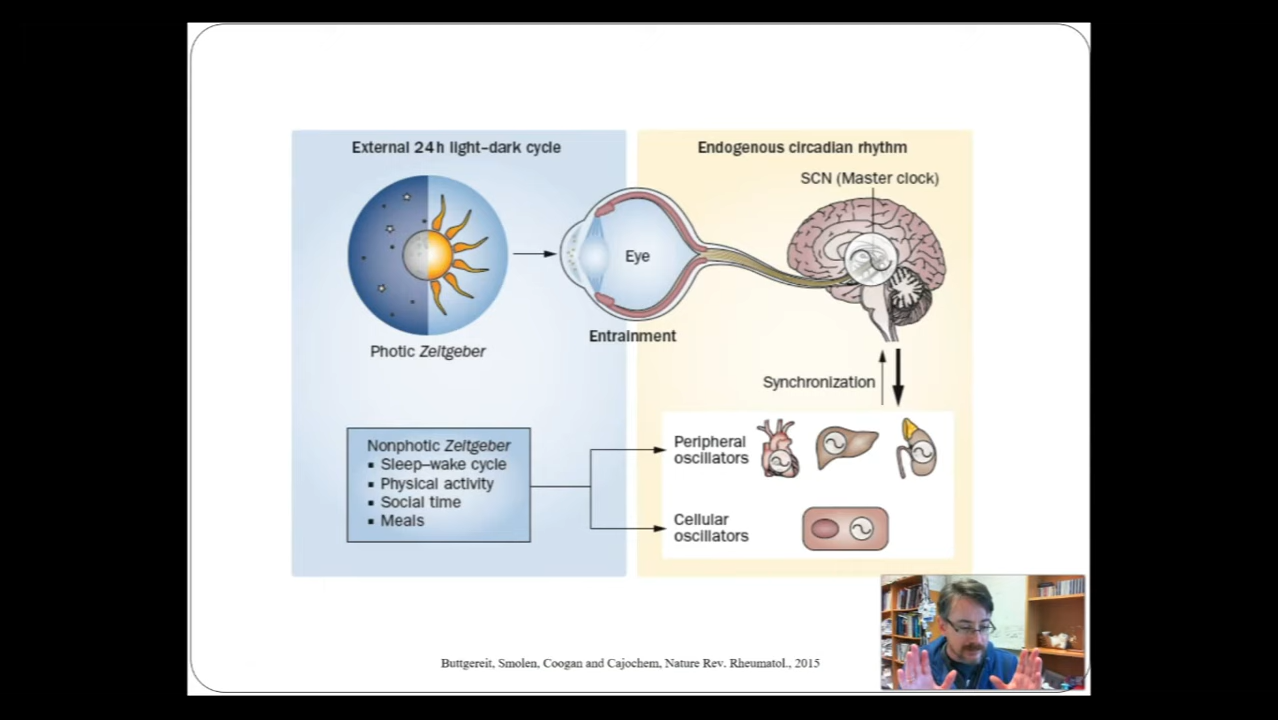 External 24 h light–dark cycle
Endogenous circadian rhythm
SCN (Master clock)
Eye
Entrainment
Photic Zeitgeber
Synchronization
Nonphotic Zeitgeber
▪ Sleep–wake cycle
▪ Physical activity
▪ Social time
▪ Meals
Peripheral
oscillators
Cellular
oscillators
Buttgereit, Smolen, Coogan and Cajochem, Nature Rev. Rheumatol., 2015